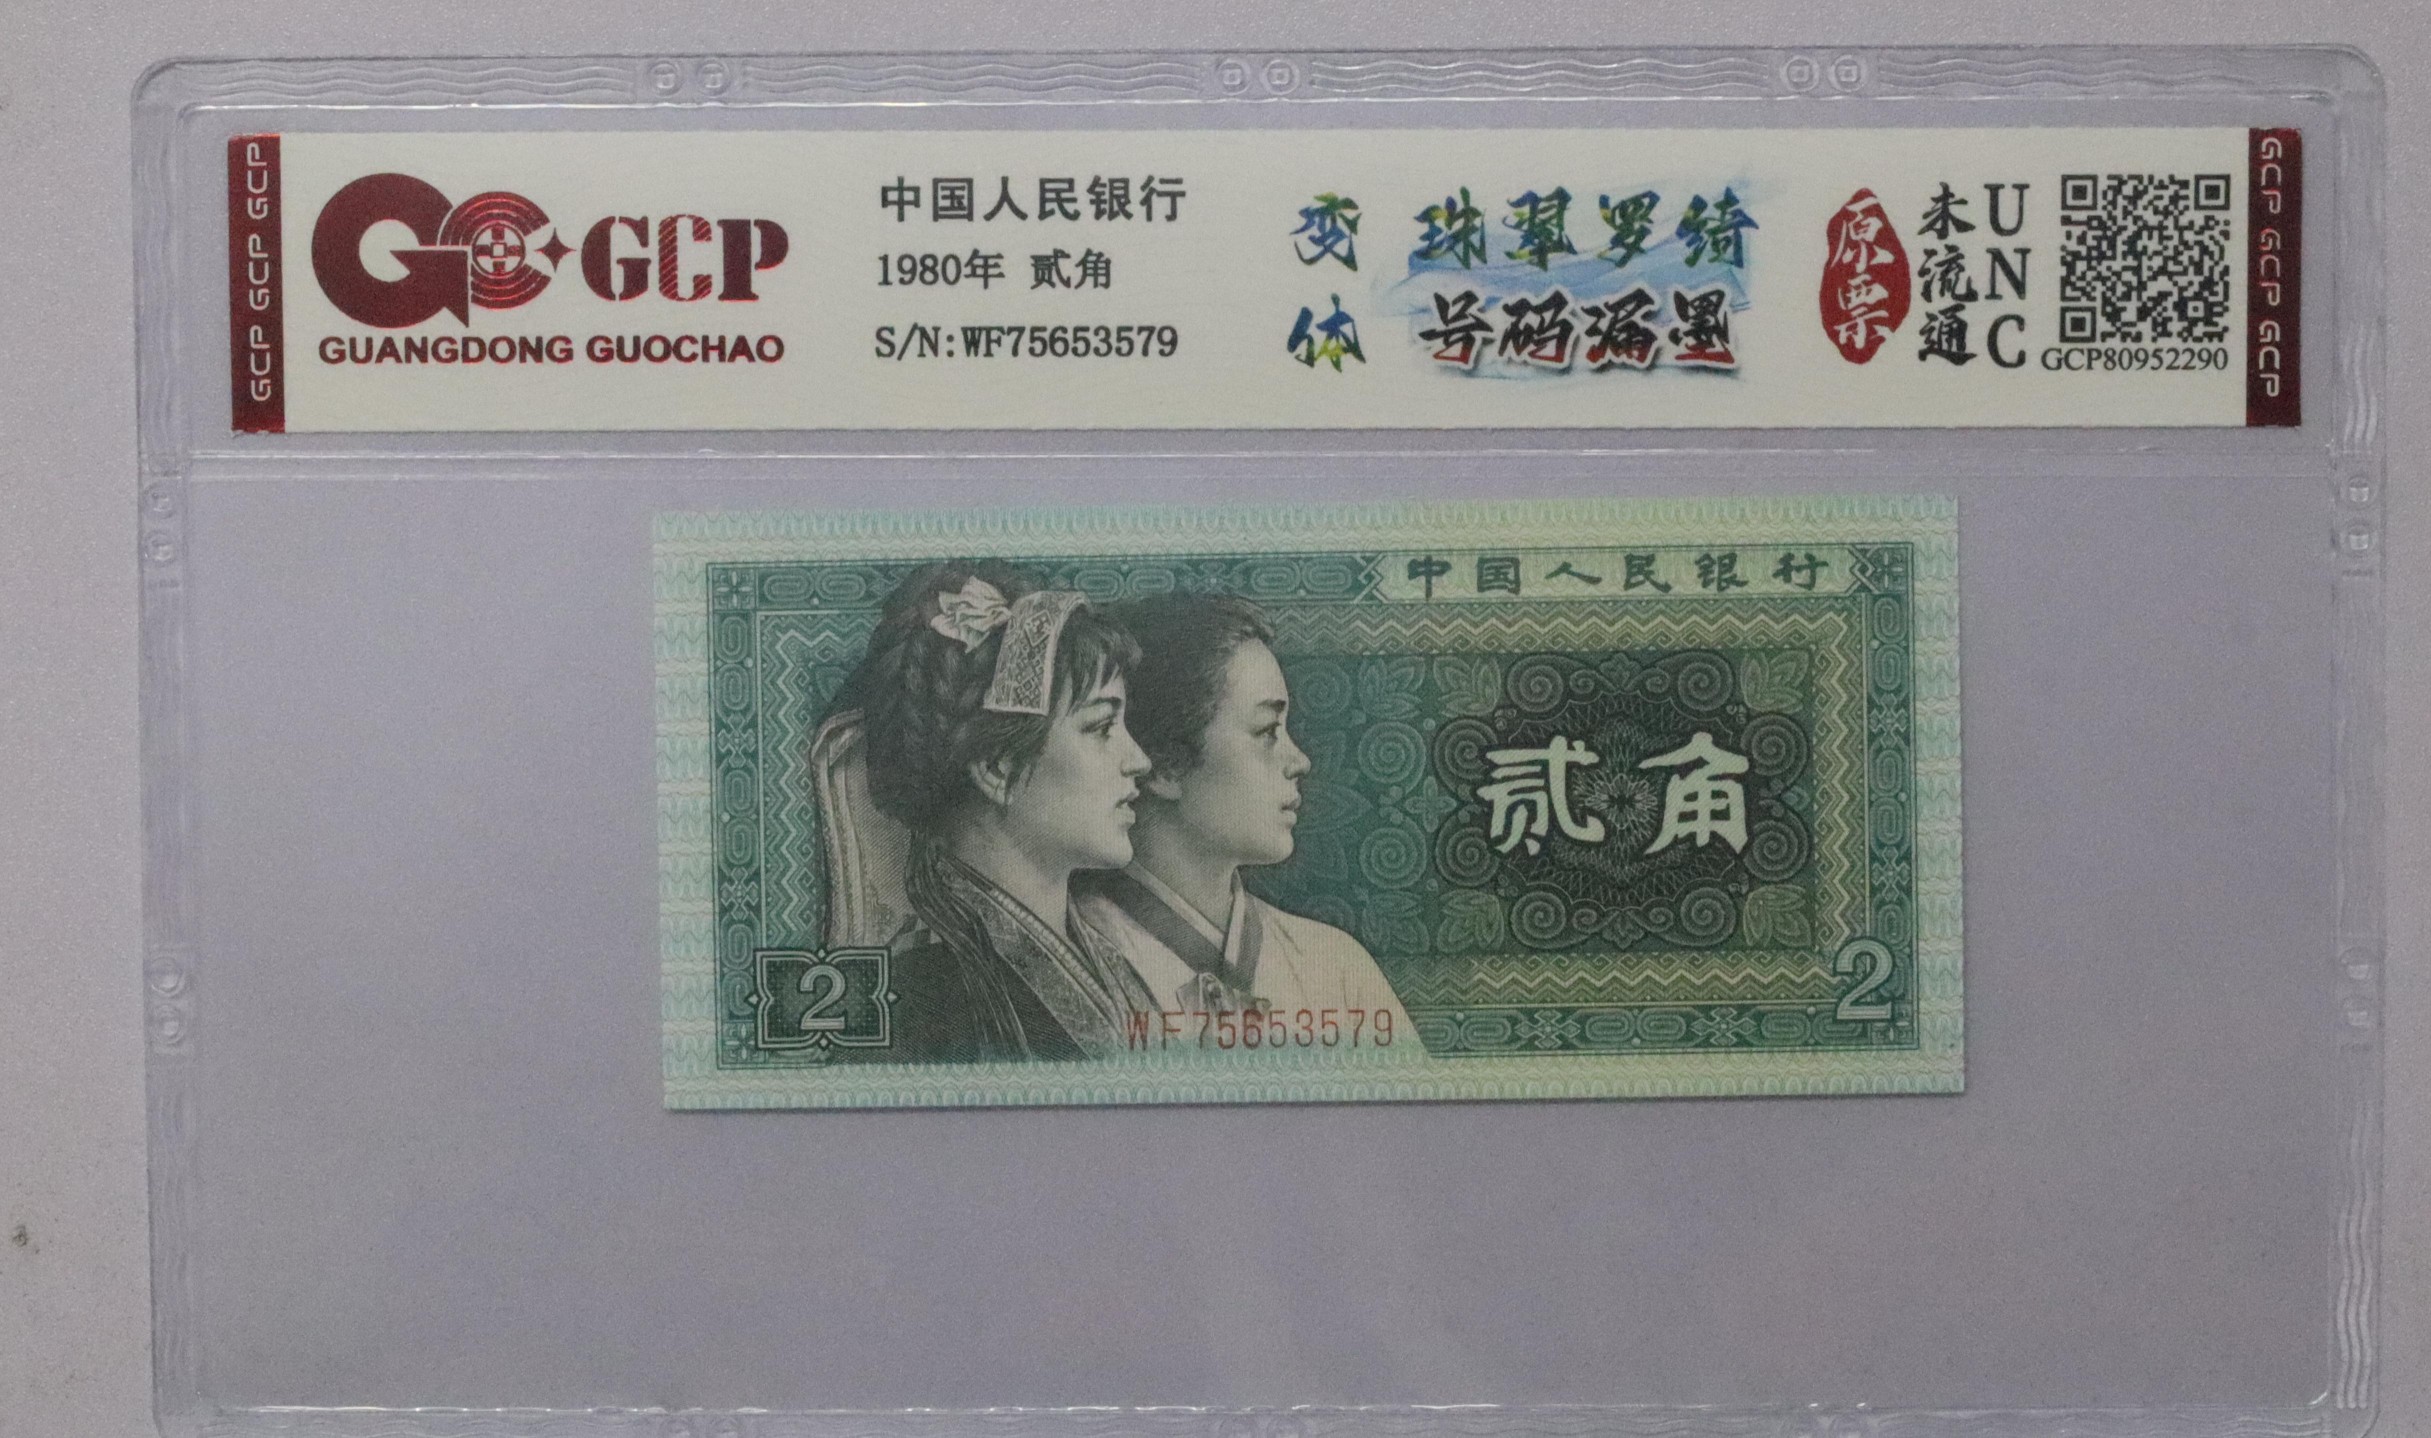 GCP GCP GCP
GCP
GUANGDONG GUOCHAO
中国人民银行
1980年 贰角
S/N:WF75653579
变体
珠翠罗绮
号码漏墨
原票
未流通
UNC
GCP80952290
GCP GCP GCP
中国人民银行
贰角
2
2
WF75653579